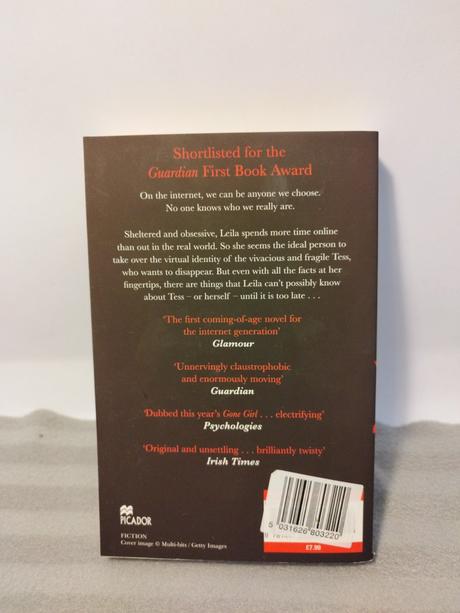 Shortlisted for the
Guardian First Book Award
On the internet, we can be anyone we choose.
No one knows who we really are.
Sheltered and obsessive, Leila spends more time online
than out in the real world. So she seems the ideal person to
take over the virtual identity of the vivacious and fragile Tess,
who wants to disappear. But even with all the facts at her
fingertips, there are things that Leila can't possibly know
about Tess – or herself – until it is too late . . .
'The first coming-of-age novel for
the internet generation'
Glamour
'Unnervingly claustrophobic
and enormously moving'
Guardian
'Dubbed this year's Gone Girl . . . electrifying'
Psychologies
'Original and unsettling . . . brilliantly twisty'
Irish Times
5 031626 803220
PICADOR
FICTION
Cover image © Multi-bits / Getty Images
£7.99